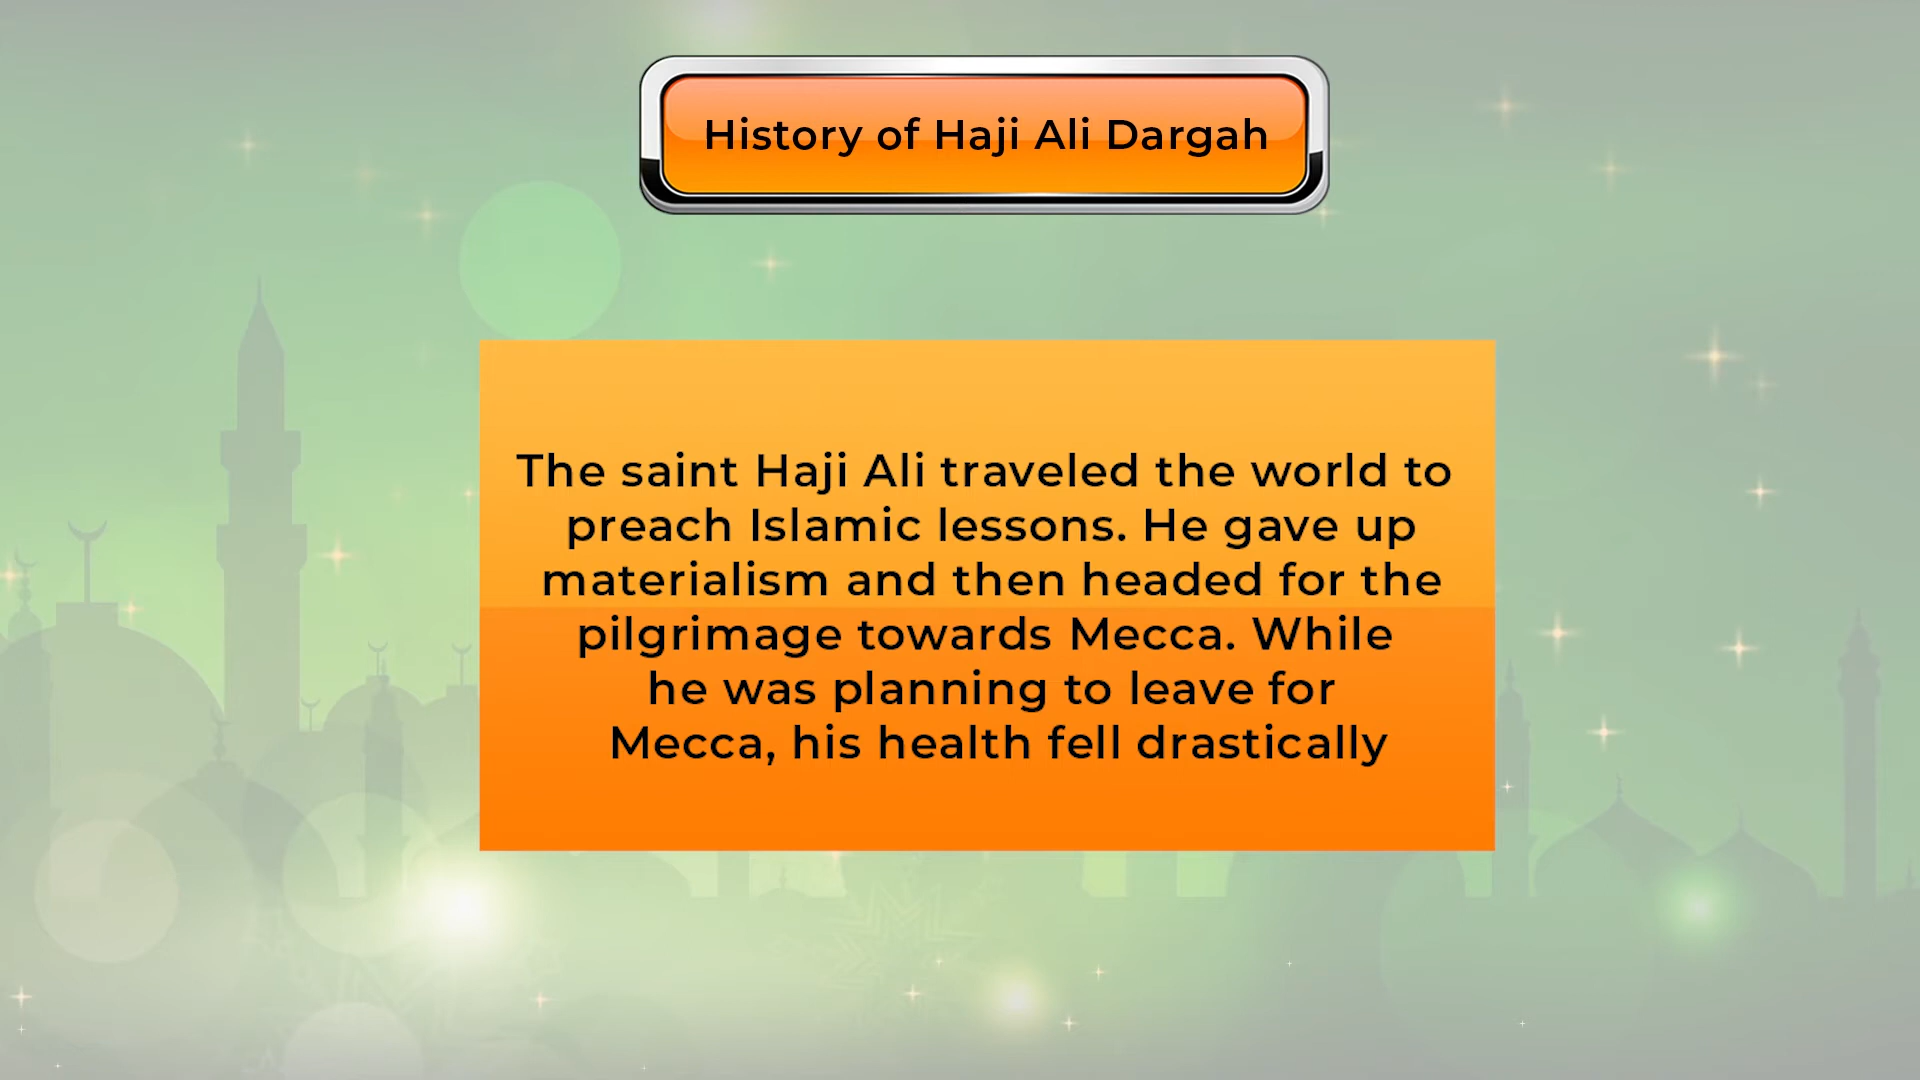 History of Haji Ali Dargah
The saint Haji Ali traveled the world to
preach Islamic lessons. He gave up
materialism and then headed for the
pilgrimage towards Mecca. While
he was planning to leave for
Mecca, his health fell drastically